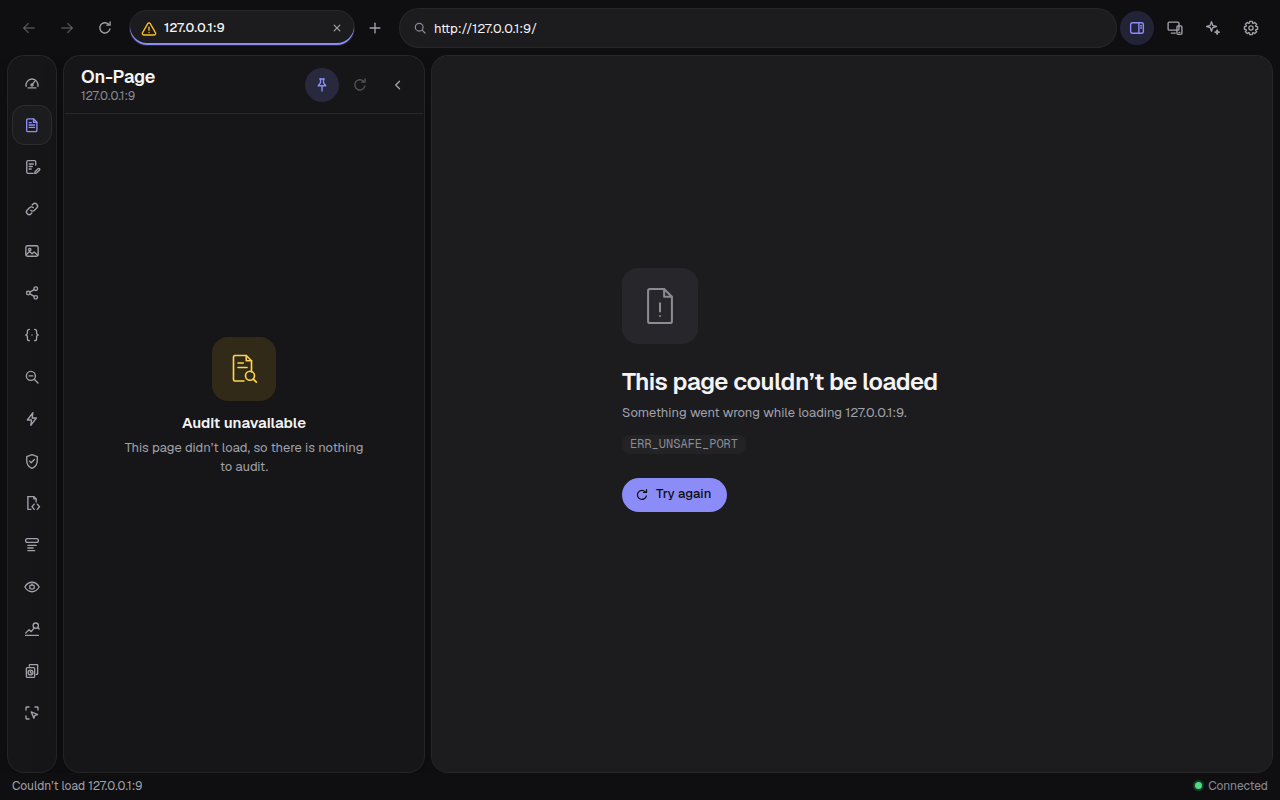 127.0.0.1:9
http://127.0.0.1:9/
On-Page
127.0.0.1:9
Audit unavailable
This page didn’t load, so there is nothing
to audit.
This page couldn’t be loaded
Something went wrong while loading 127.0.0.1:9.
ERR_UNSAFE_PORT
Try again
Couldn’t load 127.0.0.1:9
Connected